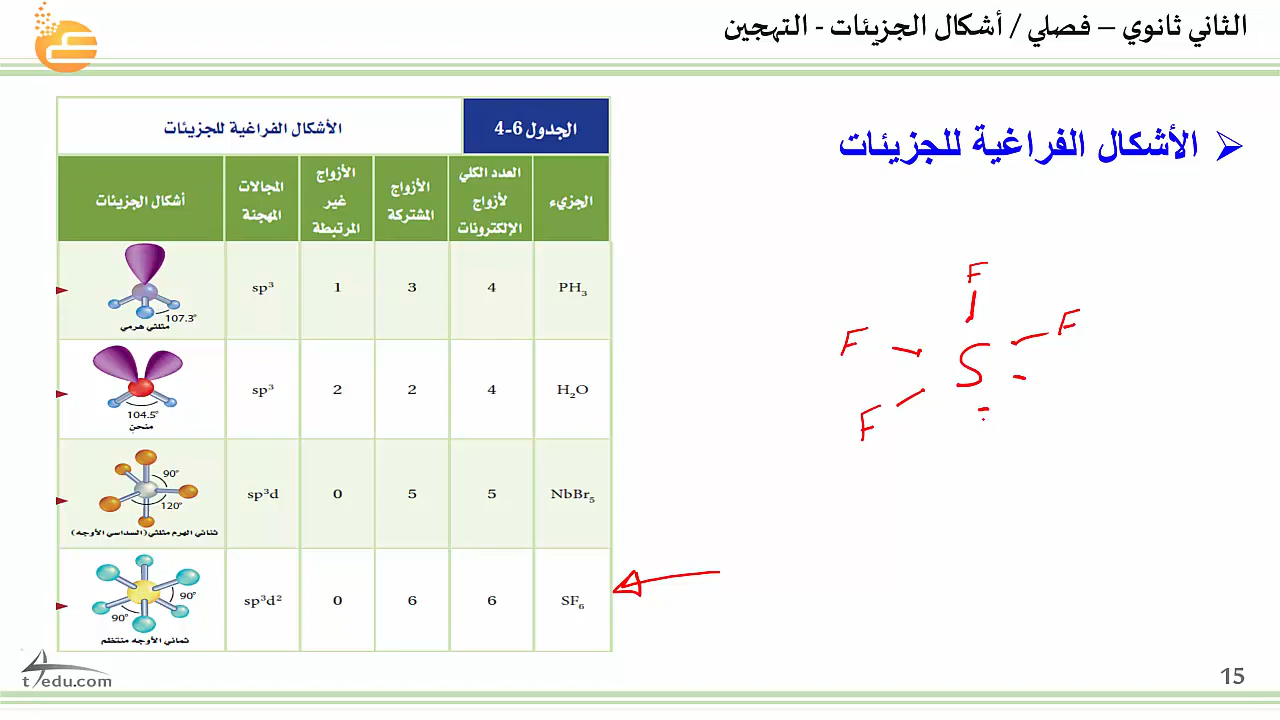 الثاني ثانوي – فصلي / أشكال الجزيئات - التهجين
➢ الأشكال الفراغية للجزيئات
الجدول 6-4 الأشكال الفراغية للجزيئات
الجزيء العدد الكلي لأزواج الإلكترونات الأزواج المشتركة الأزواج غير المرتبطة المجالات المهجنة أشكال الجزيئات
PH₃ 4 3 1 sp³ 107.3°
مثلثي هرمي
H₂O 4 2 2 sp³ 104.5°
منحنٍ
NbBr₅ 5 5 0 sp³d 90° 120°
ثنائي الهرم مثلثي (السداسي الأوجه)
SF₆ 6 6 0 sp³d² 90° 90°
ثماني الأوجه منتظم
F
F F
S
F
t4edu.com
15